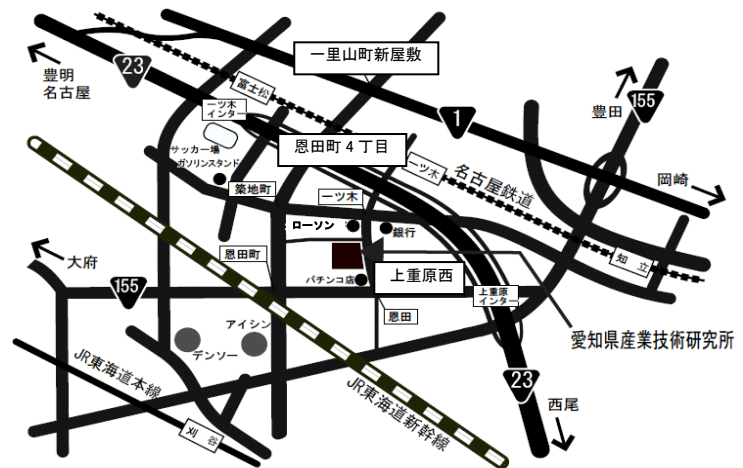 一里山町新屋敷
豊明
名古屋
23
富士松
1
豊田
155
一ツ木
インター
サッカー場
ガソリンスタンド
恩田町4丁目
一ツ木
名古屋鉄道
岡崎
築地町
一ツ木
ローソン
銀行
知立
恩田町
大府
上重原西
パチンコ店
155
上重原
インター
恩田
アイシン
デンソー
愛知県産業技術研究所
JR東海道本線
JR東海道新幹線
23
西尾
刈谷